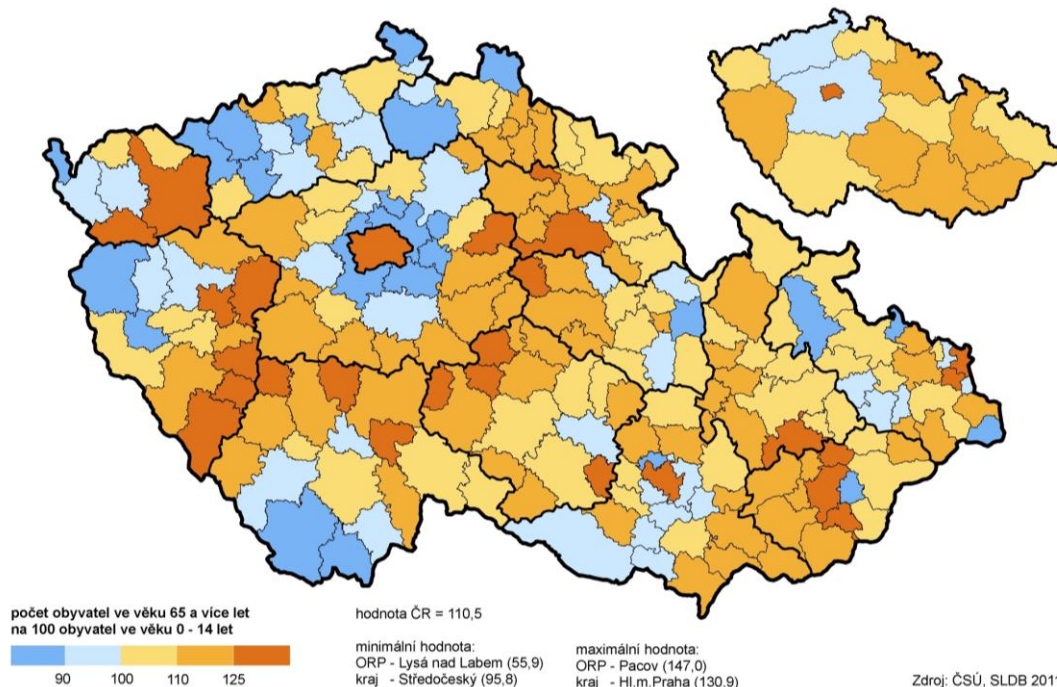 počet obyvatel ve věku 65 a více let
na 100 obyvatel ve věku 0 - 14 let
90 100 110 125
hodnota ČR = 110,5
minimální hodnota:
ORP - Lysá nad Labem (55,9)
kraj - Středočeský (95,8)
maximální hodnota:
ORP - Pacov (147,0)
kraj - Hl.m.Praha (130,9)
Zdroj: ČSÚ, SLDB 2011